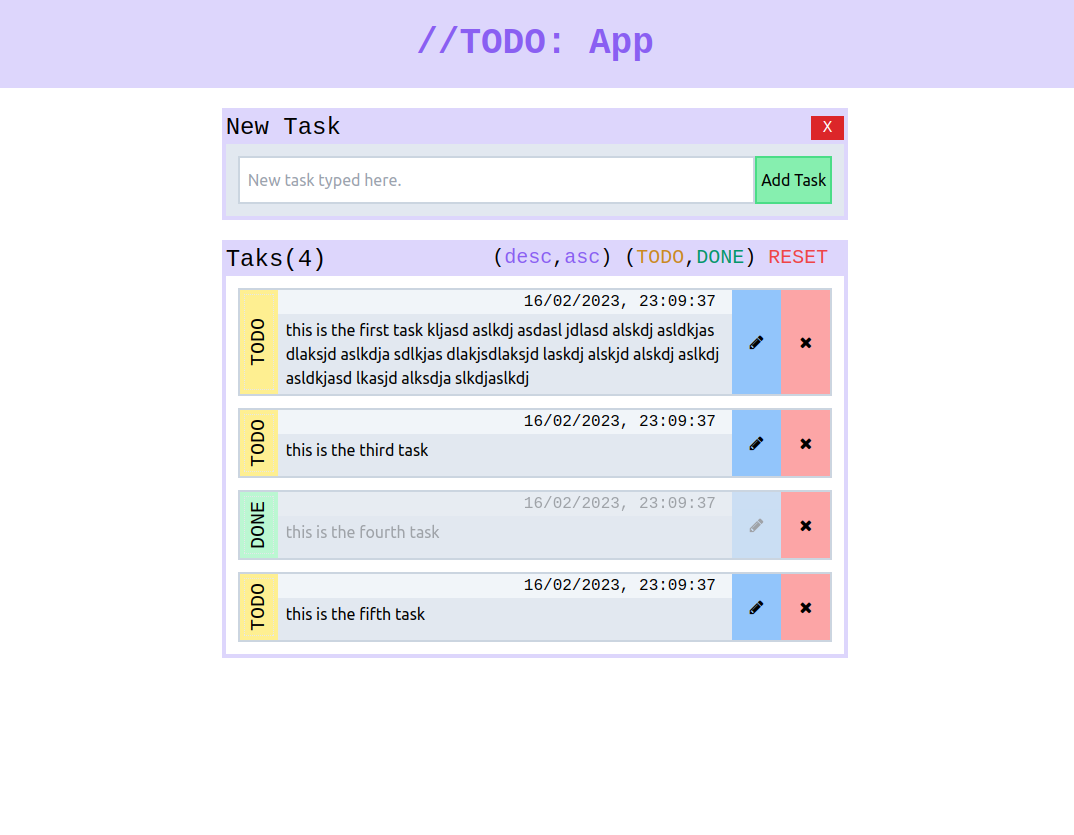 //TODO: App
New Task
X
New task typed here.
Add Task
Taks(4)
(desc,asc) (TODO,DONE) RESET
TODO
16/02/2023, 23:09:37
this is the first task kljasd aslkdj asdasl jdlasd alskdj asldkjas
dlaksjd aslkdja sdlkjas dlakjsdlaksjd laskdj alskjd alskdj aslkdj
asldkjasd lkasjd alksdja slkdjaslkdj
TODO
16/02/2023, 23:09:37
this is the third task
DONE
16/02/2023, 23:09:37
this is the fourth task
TODO
16/02/2023, 23:09:37
this is the fifth task